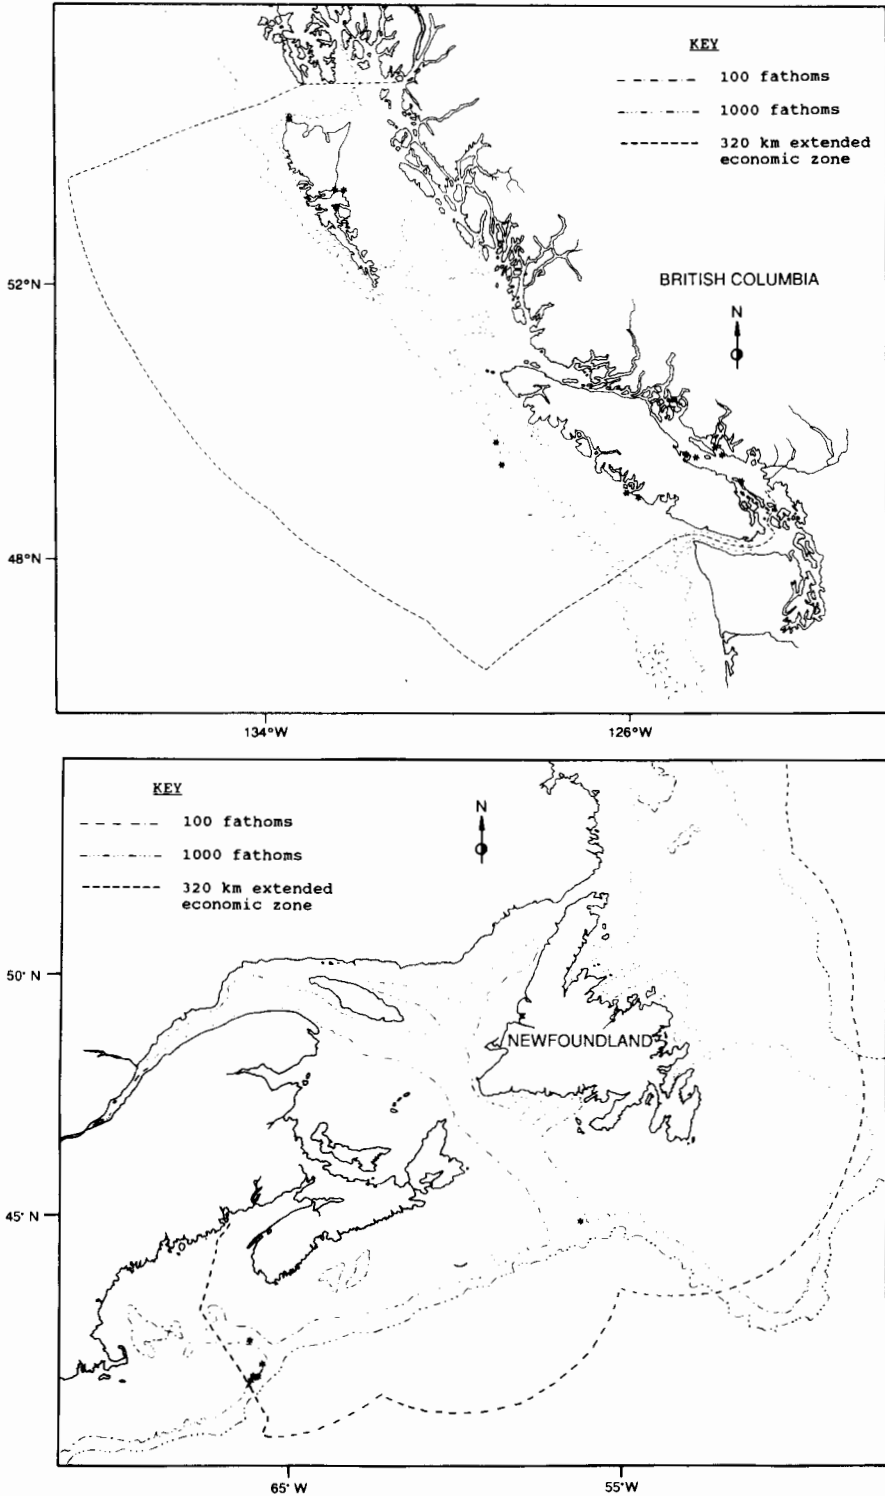 KEY
100 fathoms
1000 fathoms
320 km extended
economic zone
BRITISH COLUMBIA
N
52°N
48°N
134°W
126°W
KEY
100 fathoms
1000 fathoms
320 km extended
economic zone
N
50° N
NEWFOUNDLAND
45° N
65° W
55° W